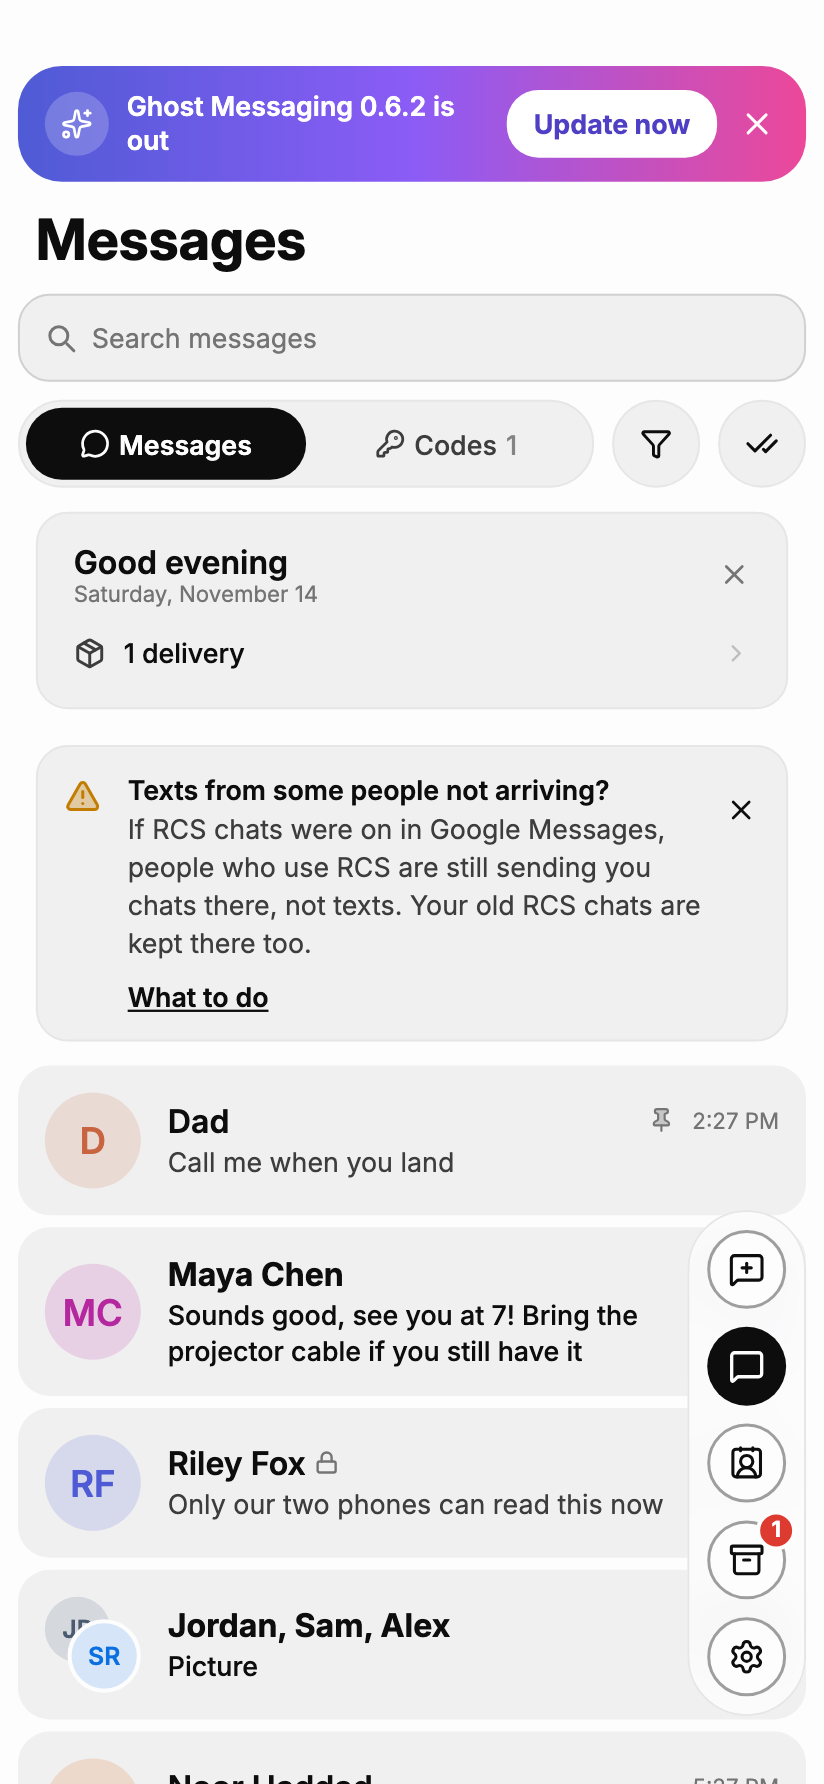 Ghost Messaging 0.6.2 is
out
Update now
Messages
Search messages
Messages
Codes 1
Good evening
Saturday, November 14
1 delivery
Texts from some people not arriving?
If RCS chats were on in Google Messages,
people who use RCS are still sending you
chats there, not texts. Your old RCS chats are
kept there too.
What to do
D
Dad
2:27 PM
Call me when you land
MC
Maya Chen
Sounds good, see you at 7! Bring the
projector cable if you still have it
RF
Riley Fox
Only our two phones can read this now
1
SR
Jordan, Sam, Alex
Picture